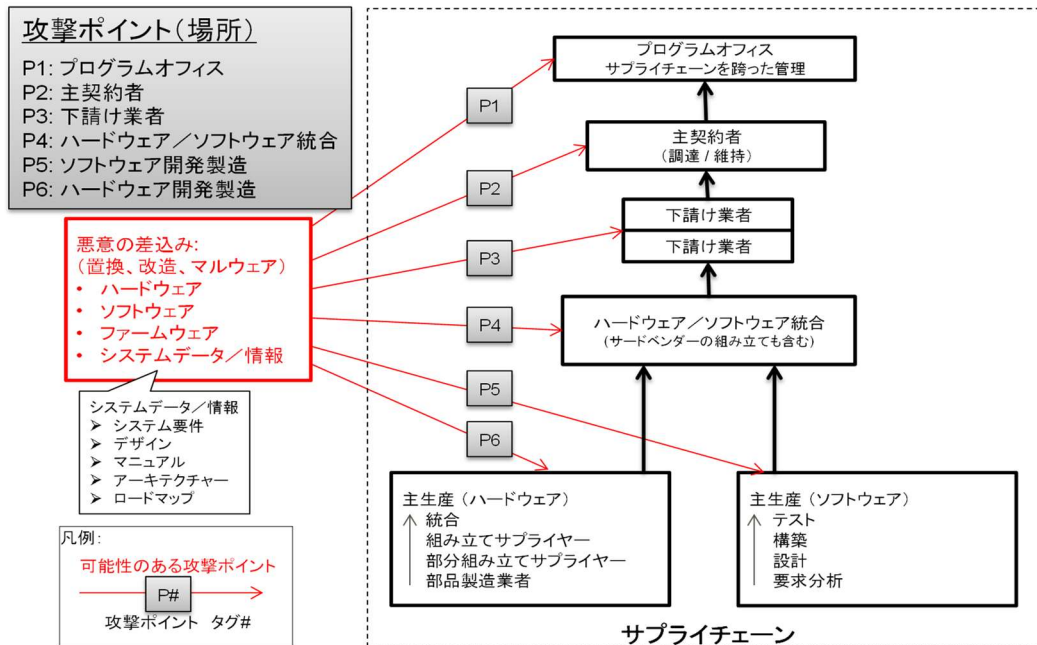 攻撃ポイント（場所）
P1: プログラムオフィス
P2: 主契約者
P3: 下請け業者
P4: ハードウェア／ソフトウェア統合
P5: ソフトウェア開発製造
P6: ハードウェア開発製造
悪意の差込み:
（置換、改造、マルウェア）
• ハードウェア
• ソフトウェア
• ファームウェア
• システムデータ／情報
システムデータ／情報
➢ システム要件
➢ デザイン
➢ マニュアル
➢ アーキテクチャー
➢ ロードマップ
凡例:
可能性のある攻撃ポイント
P#
攻撃ポイント タグ#
P1
P2
P3
P4
P5
P6
プログラムオフィス
サプライチェーンを跨った管理
主契約者
（調達 / 維持）
下請け業者
下請け業者
ハードウェア／ソフトウェア統合
（サードベンダーの組み立ても含む）
主生産（ハードウェア）
統合
組み立てサプライヤー
部分組み立てサプライヤー
部品製造業者
主生産（ソフトウェア）
テスト
構築
設計
要求分析
サプライチェーン